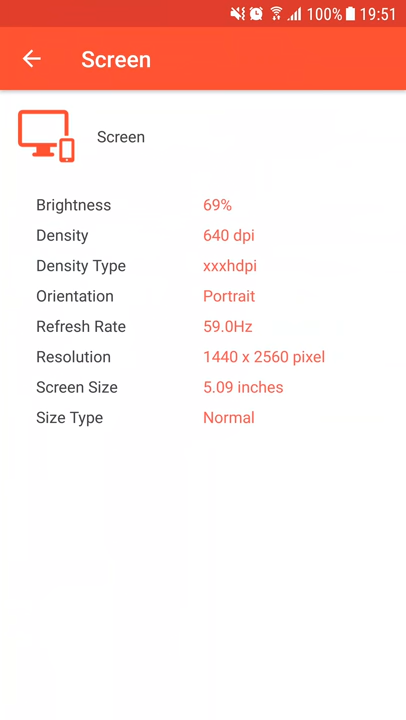 100% 19:51
Screen
Screen
Brightness 69%
Density 640 dpi
Density Type xxxhdpi
Orientation Portrait
Refresh Rate 59.0Hz
Resolution 1440 x 2560 pixel
Screen Size 5.09 inches
Size Type Normal